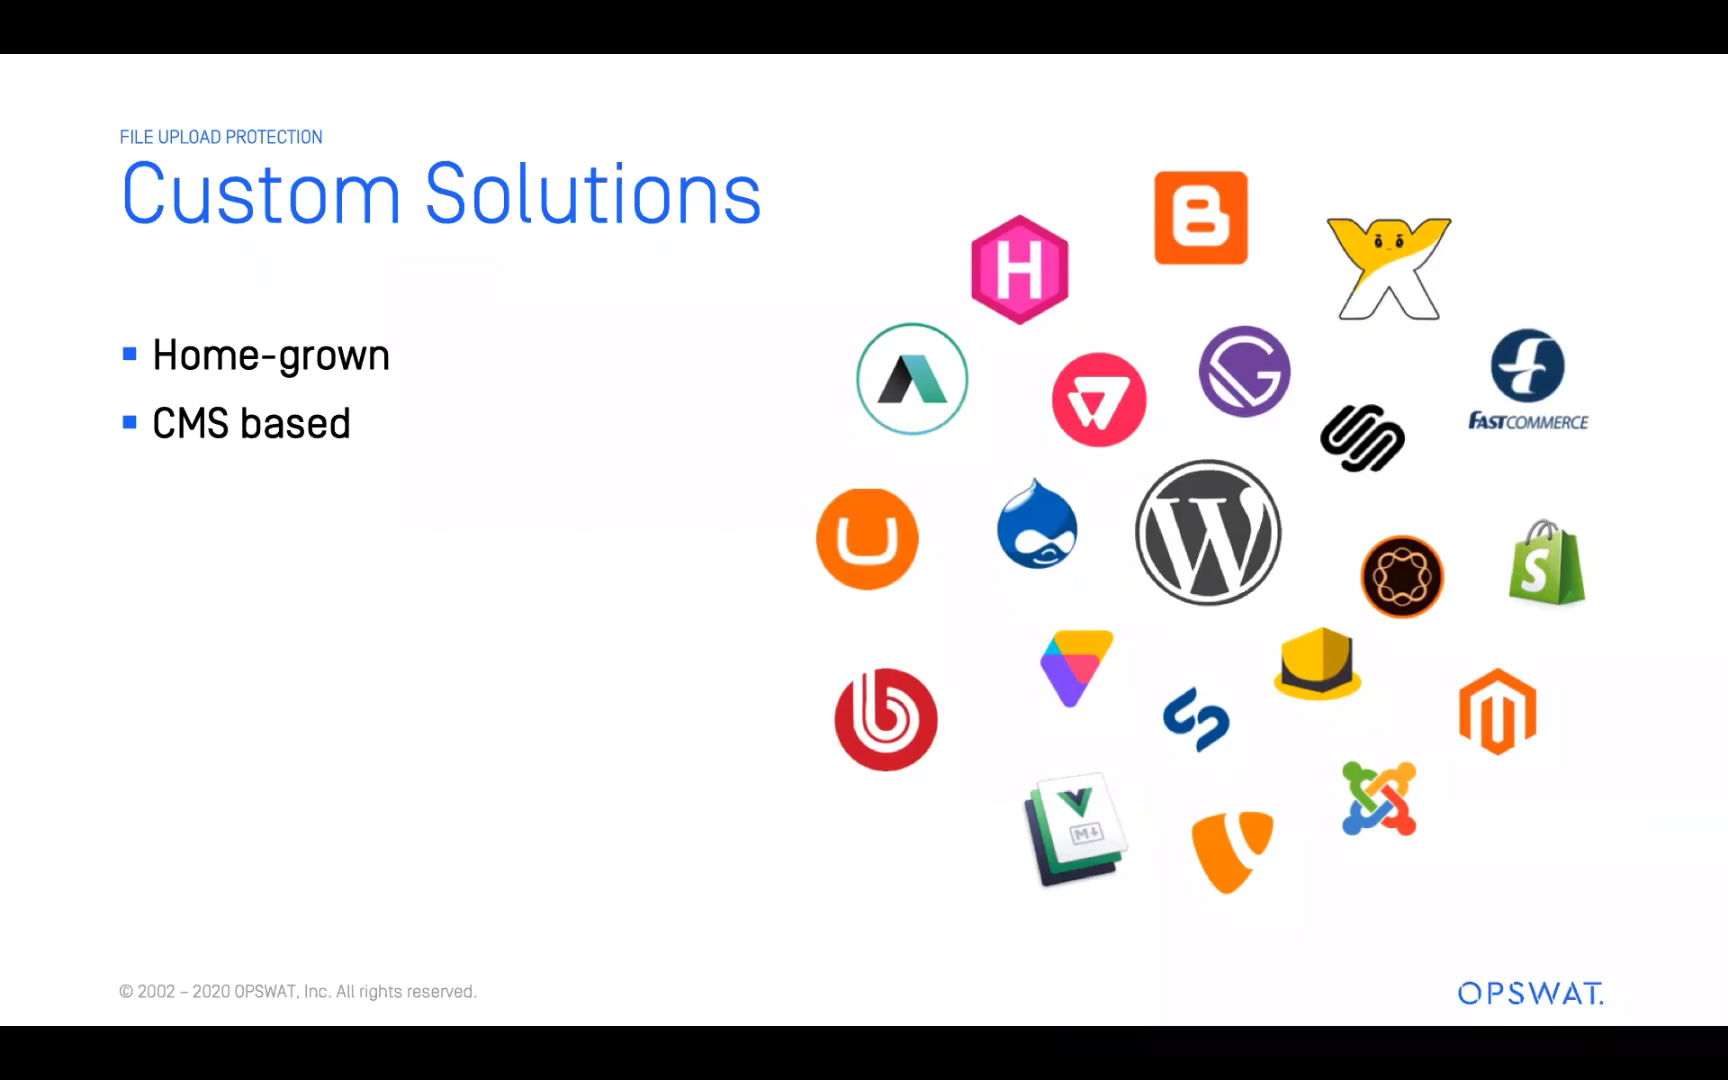 FILE UPLOAD PROTECTION
Custom Solutions
Home-grown
CMS based
H
B
G
FASTCOMMERCE
W
S
M↓
© 2002 – 2020 OPSWAT, Inc. All rights reserved.
OPSWAT.